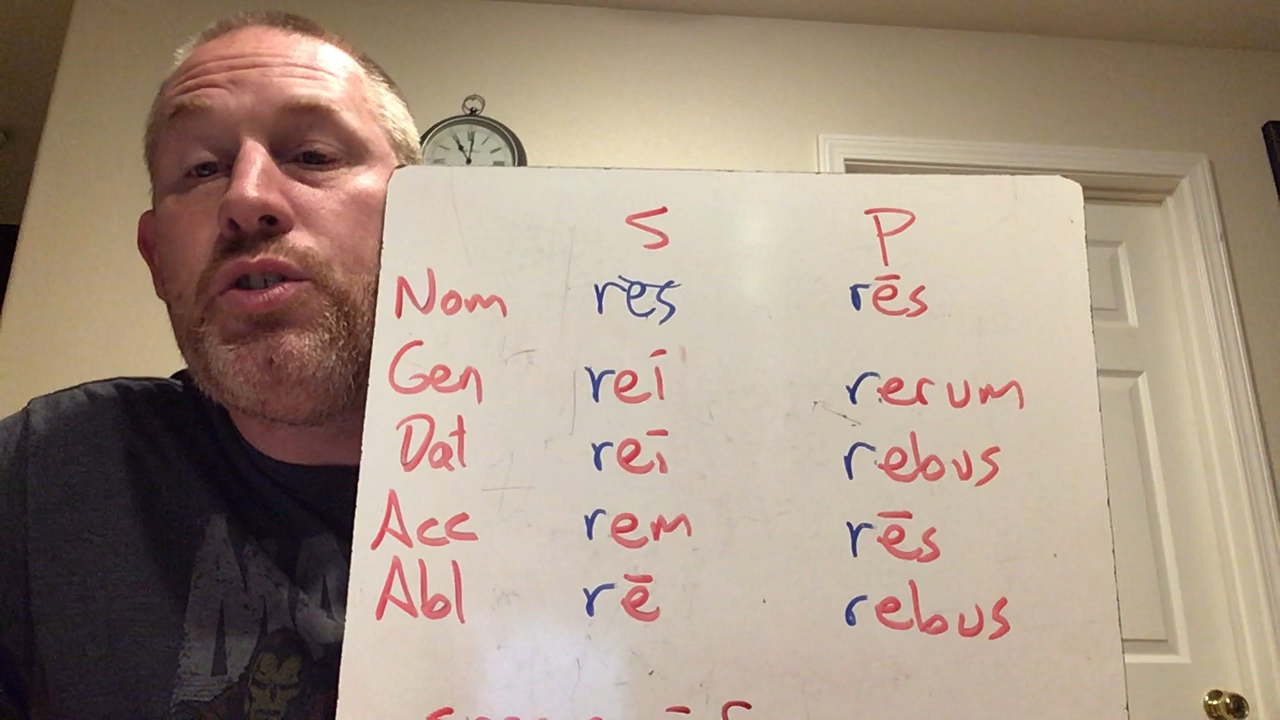 S P
Nom rēs rēs
Gen reī rerum
Dat reī rebus
Acc rem rēs
Abl rē rebus